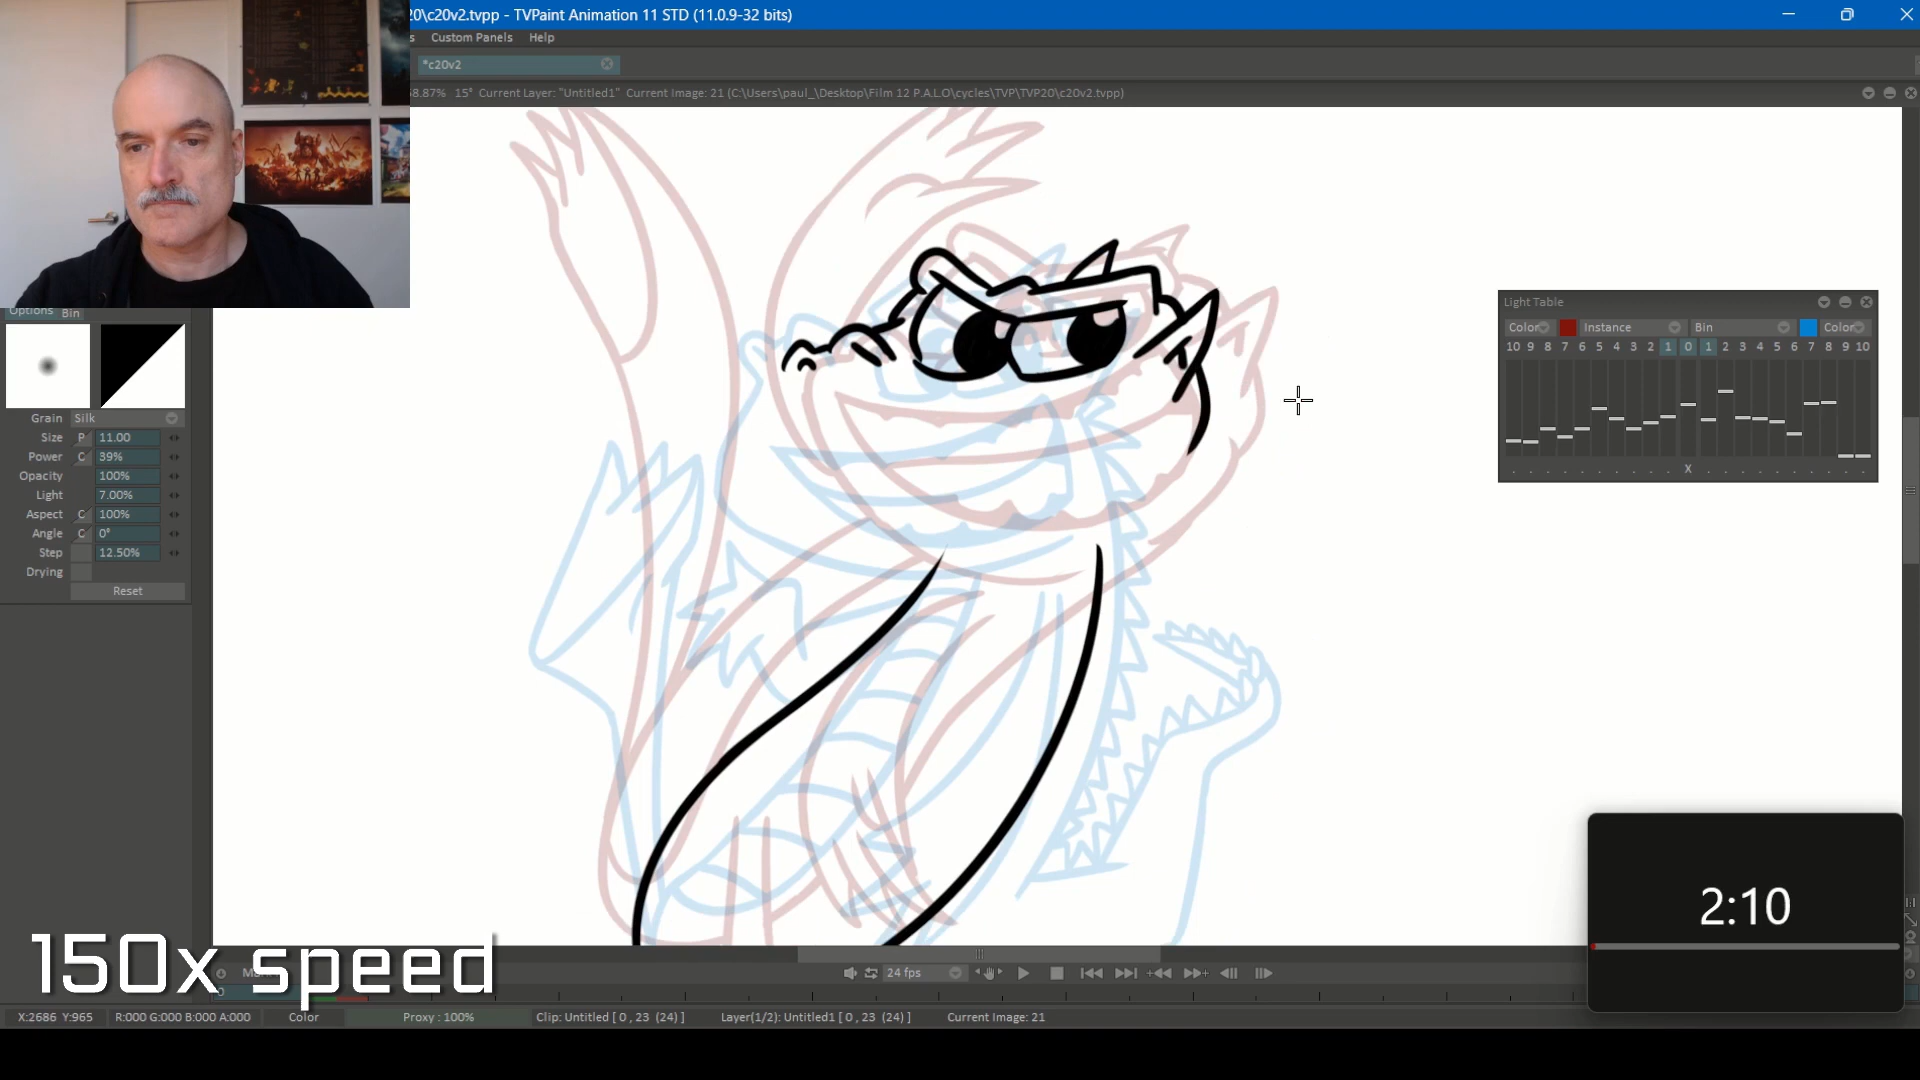 0\c20v2.tvpp - TVPaint Animation 11 STD (11.0.9-32 bits)
s Custom Panels Help
*c20v2
8.87% 15° Current Layer: "Untitled1" Current Image: 21 (C:\Users\paul_\Desktop\Film 12 P.A.L.O\cycles\TVP\TVP20\c20v2.tvpp)
Options Bin
Light Table
Color Instance Bin Color
10 9 8 7 6 5 4 3 2 1 0 1 2 3 4 5 6 7 8 9 10
X
Grain Silk
Size P 11.00
Power C 39%
Opacity 100%
Light 7.00%
Aspect C 100%
Angle C 0°
Step 12.50%
Drying
Reset
2:10
150x speed
24 fps
0
X:2686 Y:965 R:000 G:000 B:000 A:000 Color Proxy : 100% Clip: Untitled [ 0 , 23 (24) ] Layer(1/2): Untitled1 [ 0 , 23 (24) ] Current Image: 21